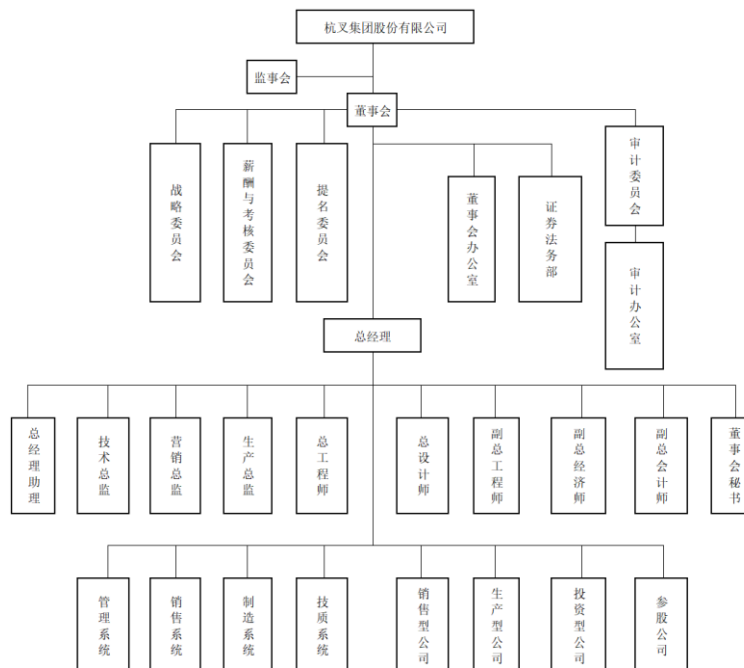 杭叉集团股份有限公司
监事会
董事会
战略委员会
薪酬与考核委员会
提名委员会
董事会办公室
证券法务部
审计委员会
审计办公室
总经理
总经理助理
技术总监
营销总监
生产总监
总工程师
总设计师
副总工程师
副总经济师
副总会计师
董事会秘书
管理系统
销售系统
制造系统
技质系统
销售型公司
生产型公司
投资型公司
参股公司